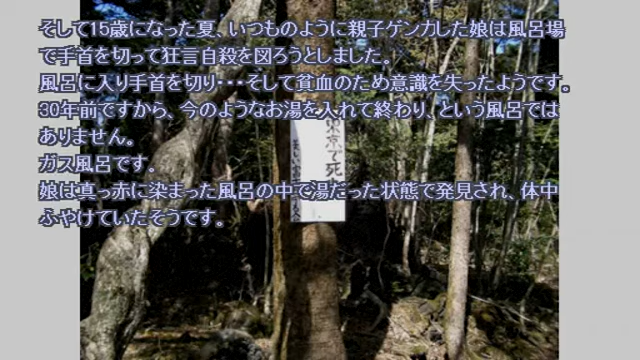 そして15歳になった夏、いつものように親子ゲンカした娘は風呂場
で手首を切って狂言自殺を図ろうとしました。
風呂に入り手首を切り・・・そして貧血のため意識を失ったようです。
30年前ですから、今のようなお湯を入れて終わり、という風呂では
ありません。
ガス風呂です。
娘は真っ赤に染まった風呂の中で湯だった状態で発見され、体中
ふやけていたそうです。
東京で死